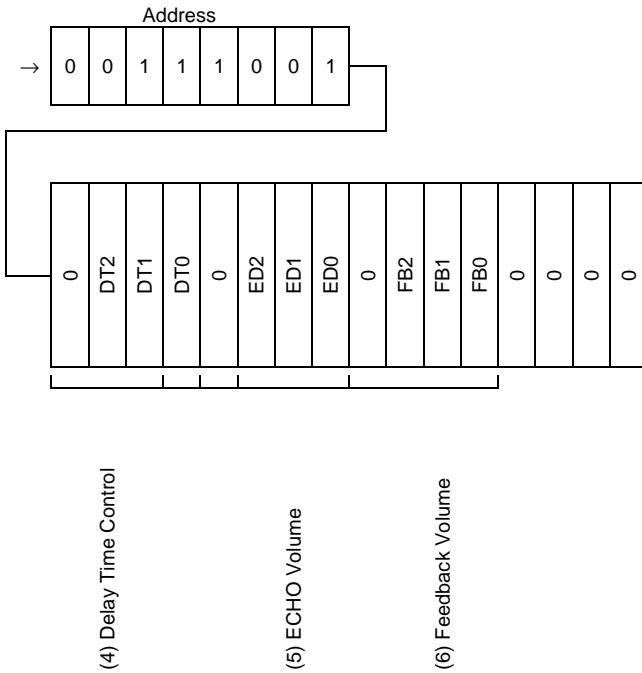 Address
→ 0 0 1 1 1 0 0 1
0 DT2 DT1 DT0 0 ED2 ED1 ED0 0 FB2 FB1 FB0 0 0 0 0
(4) Delay Time Control
(5) ECHO Volume
(6) Feedback Volume